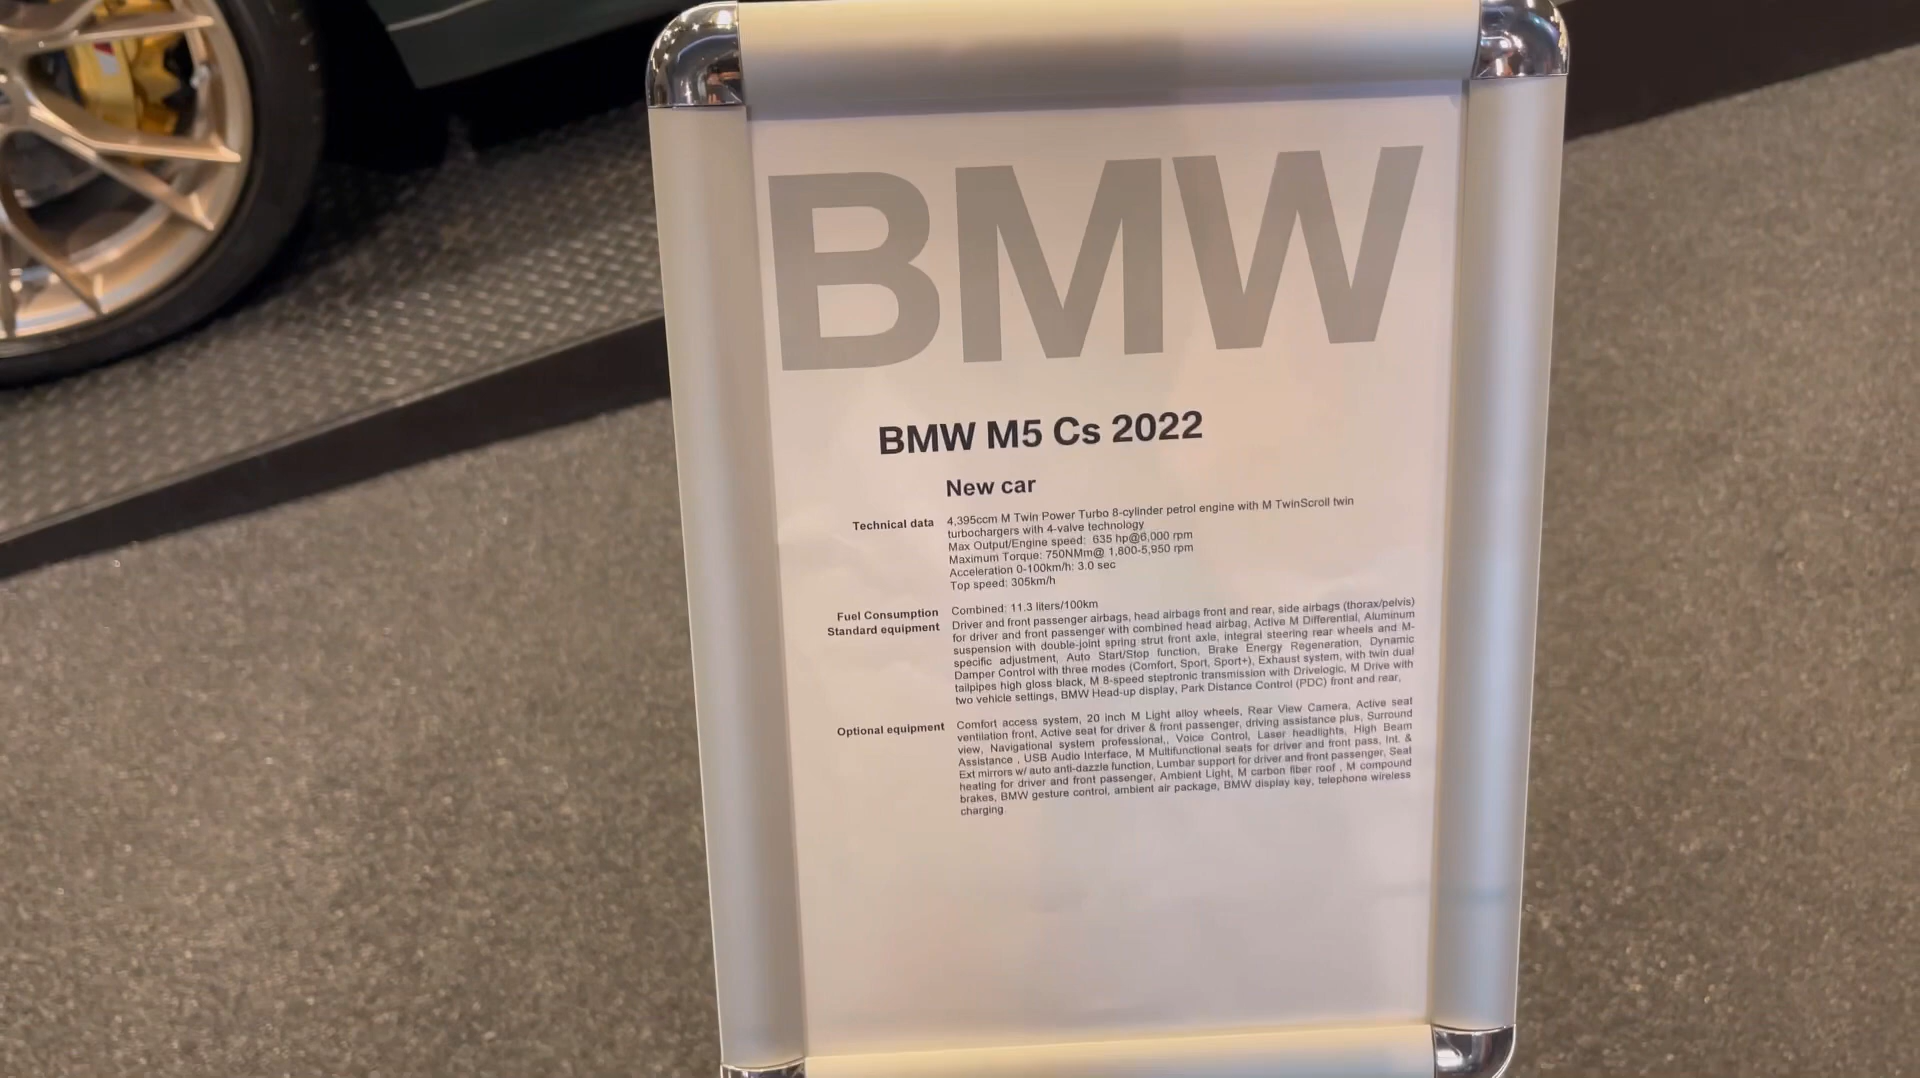 BMW
BMW M5 Cs 2022
New car
Technical data 4,395ccm M Twin Power Turbo 8-cylinder petrol engine with M TwinScroll twin
turbochargers with 4-valve technology
Max Output/Engine speed: 635 hp@6,000 rpm
Maximum Torque: 750NMm@ 1,800-5,950 rpm
Acceleration 0-100km/h: 3.0 sec
Top speed: 305km/h
Fuel Consumption Combined: 11,3 liters/100km
Standard equipment Driver and front passenger airbags, head airbags front and rear, side airbags (thorax/pelvis)
for driver and front passenger with combined head airbag, Active M Differential, Aluminum
suspension with double-joint spring strut front axle, integral steering rear wheels and M-
specific adjustment, Auto Start/Stop function, Brake Energy Regeneration, Dynamic
Damper Control with three modes (Comfort, Sport, Sport+), Exhaust system, with twin dual
tailpipes high gloss black, M 8-speed steptronic transmission with Drivelogic, M Drive with
two vehicle settings, BMW Head-up display, Park Distance Control (PDC) front and rear,
Optional equipment Comfort access system, 20 inch M Light alloy wheels, Rear View Camera, Active seat
ventilation front, Active seat for driver & front passenger, driving assistance plus, Surround
view, Navigational system professional,, Voice Control, Laser headlights, High Beam
Assistance , USB Audio Interface, M Multifunctional seats for driver and front pass, Int. &
Ext mirrors w/ auto anti-dazzle function, Lumbar support for driver and front passenger, Seat
heating for driver and front passenger, Ambient Light, M carbon fiber roof , M compound
brakes, BMW gesture control, ambient air package, BMW display key, telephone wireless
charging